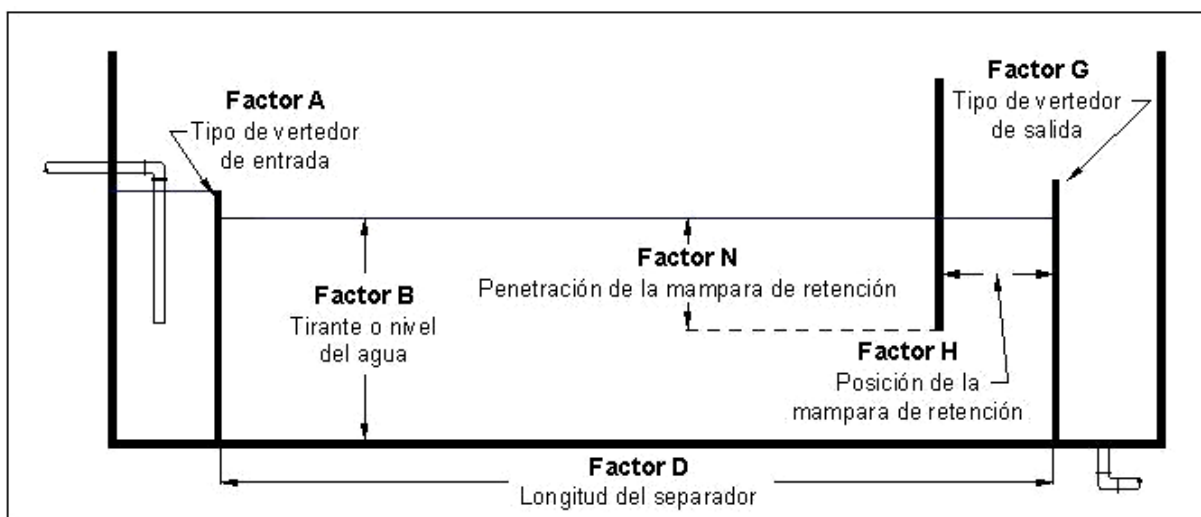 Factor A
Tipo de vertedor
de entrada
Factor G
Tipo de vertedor
de salida
Factor B
Tirante o nivel
del agua
Factor N
Penetración de la mampara de retención
Factor H
Posición de la
mampara de retención
Factor D
Longitud del separador